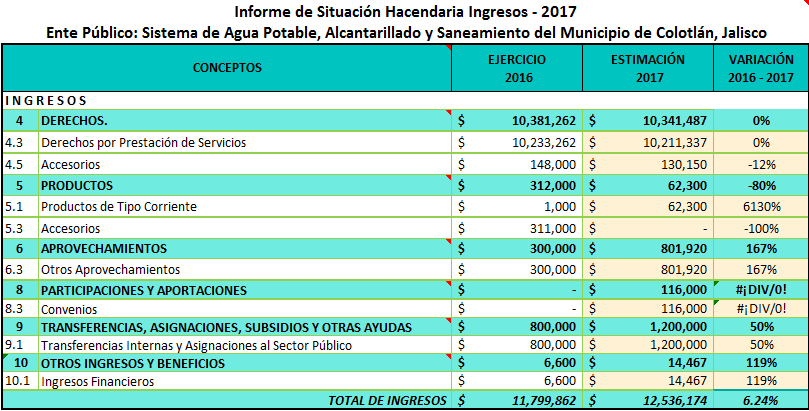 Informe de Situación Hacendaria Ingresos - 2017
Ente Público: Sistema de Agua Potable, Alcantarillado y Saneamiento del Municipio de Colotlán, Jalisco
CONCEPTOS EJERCICIO 2016 ESTIMACIÓN 2017 VARIACIÓN 2016 - 2017
I N G R E S O S
4 DERECHOS. $ 10,381,262 $ 10,341,487 0%
4.3 Derechos por Prestación de Servicios $ 10,233,262 $ 10,211,337 0%
4.5 Accesorios $ 148,000 $ 130,150 -12%
5 PRODUCTOS $ 312,000 $ 62,300 -80%
5.1 Productos de Tipo Corriente $ 1,000 $ 62,300 6130%
5.3 Accesorios $ 311,000 $ - -100%
6 APROVECHAMIENTOS $ 300,000 $ 801,920 167%
6.3 Otros Aprovechamientos $ 300,000 $ 801,920 167%
8 PARTICIPACIONES Y APORTACIONES $ - $ 116,000 #¡DIV/0!
8.3 Convenios $ - $ 116,000 #¡DIV/0!
9 TRANSFERENCIAS, ASIGNACIONES, SUBSIDIOS Y OTRAS AYUDAS $ 800,000 $ 1,200,000 50%
9.1 Transferencias Internas y Asignaciones al Sector Público $ 800,000 $ 1,200,000 50%
10 OTROS INGRESOS Y BENEFICIOS $ 6,600 $ 14,467 119%
10.1 Ingresos Financieros $ 6,600 $ 14,467 119%
TOTAL DE INGRESOS $ 11,799,862 $ 12,536,174 6.24%